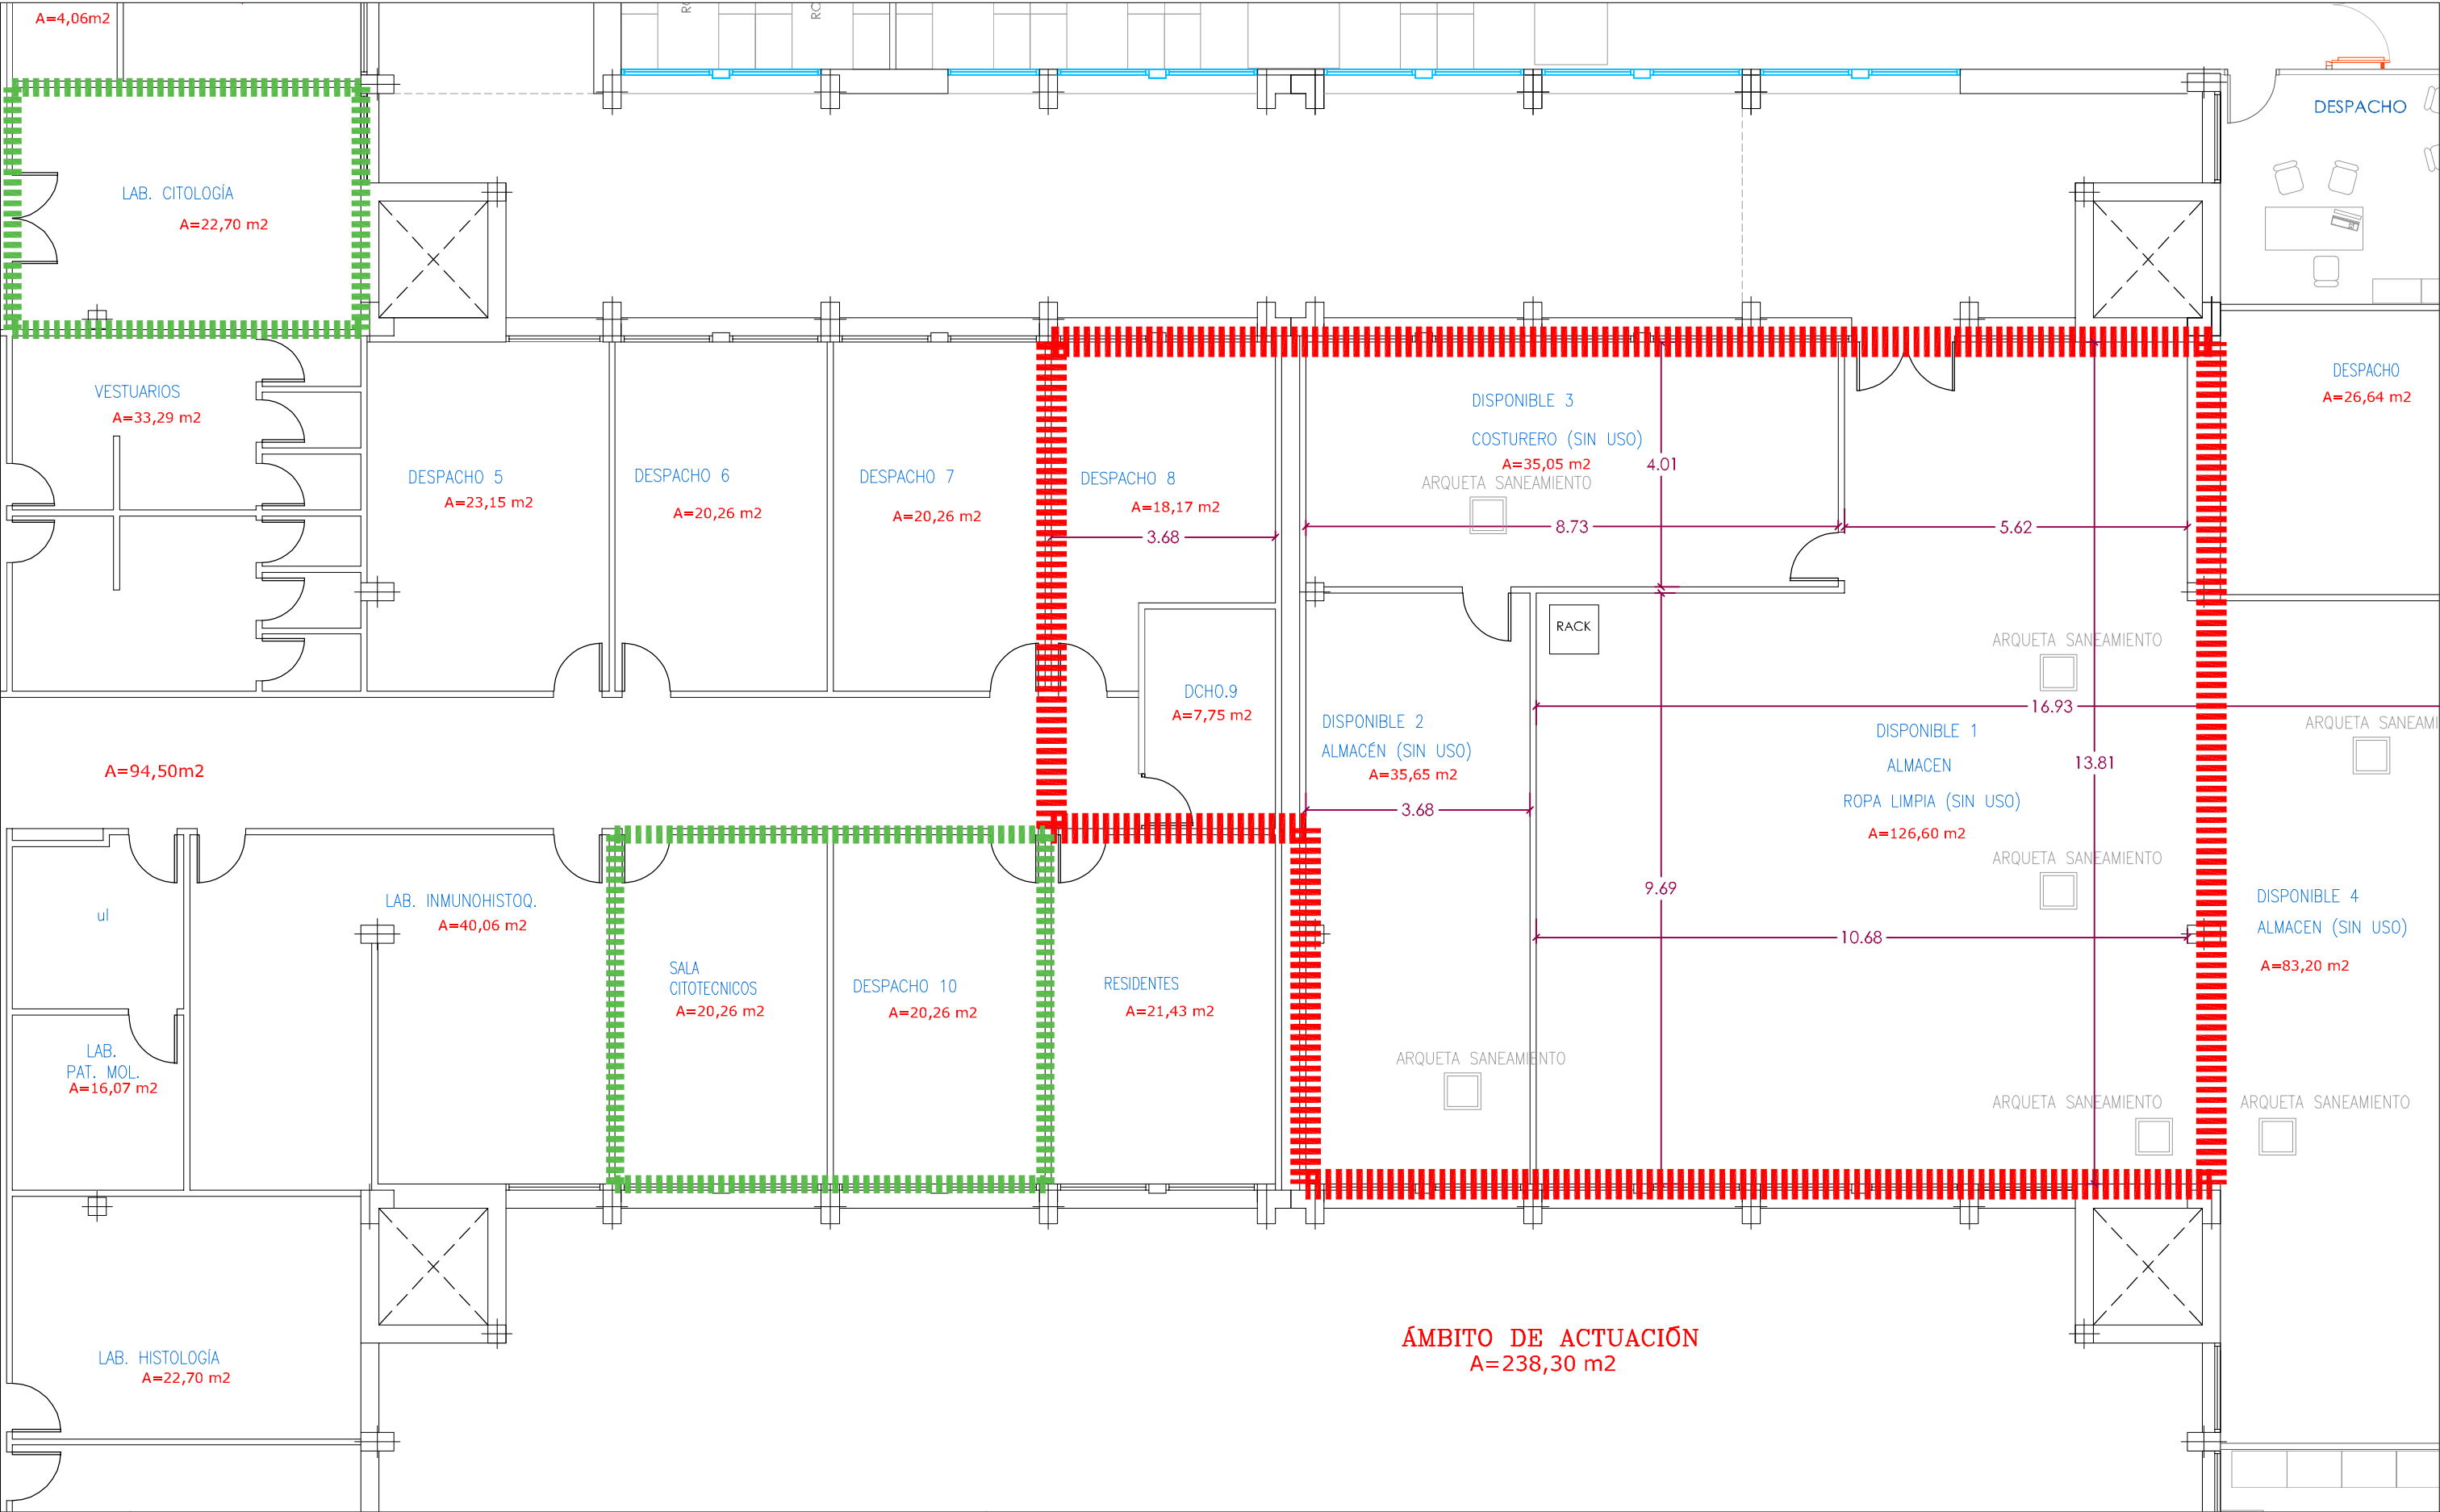 A=4,06m2
RO
RO
DESPACHO
LAB. CITOLOGÍA
A=22,70 m2
VESTUARIOS
A=33,29 m2
DESPACHO 5
A=23,15 m2
DESPACHO 6
A=20,26 m2
DESPACHO 7
A=20,26 m2
DESPACHO 8
A=18,17 m2
3.68
DISPONIBLE 3
COSTURERO (SIN USO)
A=35,05 m2
ARQUETA SANEAMIENTO
4.01
8.73
5.62
DESPACHO
A=26,64 m2
RACK
ARQUETA SANEAMIENTO
DCHO.9
A=7,75 m2
16.93
ARQUETA SANEAMI
DISPONIBLE 2
ALMACÉN (SIN USO)
A=35,65 m2
3.68
DISPONIBLE 1
ALMACEN
ROPA LIMPIA (SIN USO)
A=126,60 m2
13.81
A=94,50m2
ARQUETA SANEAMIENTO
9.69
10.68
DISPONIBLE 4
ALMACEN (SIN USO)
A=83,20 m2
ul
LAB. INMUNOHISTOQ.
A=40,06 m2
SALA
CITOTECNICOS
A=20,26 m2
DESPACHO 10
A=20,26 m2
RESIDENTES
A=21,43 m2
LAB.
PAT. MOL.
A=16,07 m2
ARQUETA SANEAMIENTO
ARQUETA SANEAMIENTO
ARQUETA SANEAMIENTO
LAB. HISTOLOGÍA
A=22,70 m2
ÁMBITO DE ACTUACIÓN
A=238,30 m2